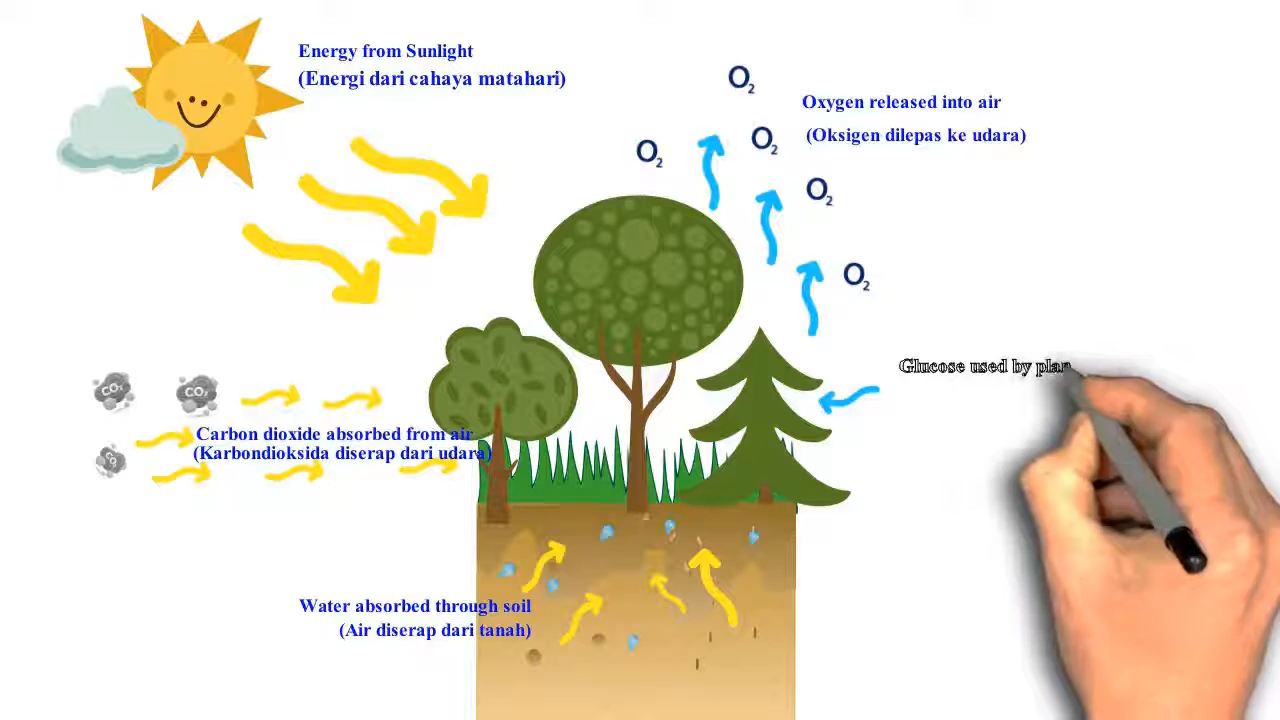 Energy from Sunlight
(Energi dari cahaya matahari)
O2
Oxygen released into air
O2
(Oksigen dilepas ke udara)
O2
O2
O2
Glucose used by plan
CO2
CO2
Carbon dioxide absorbed from air
(Karbondioksida diserap dari udara)
Water absorbed through soil
(Air diserap dari tanah)